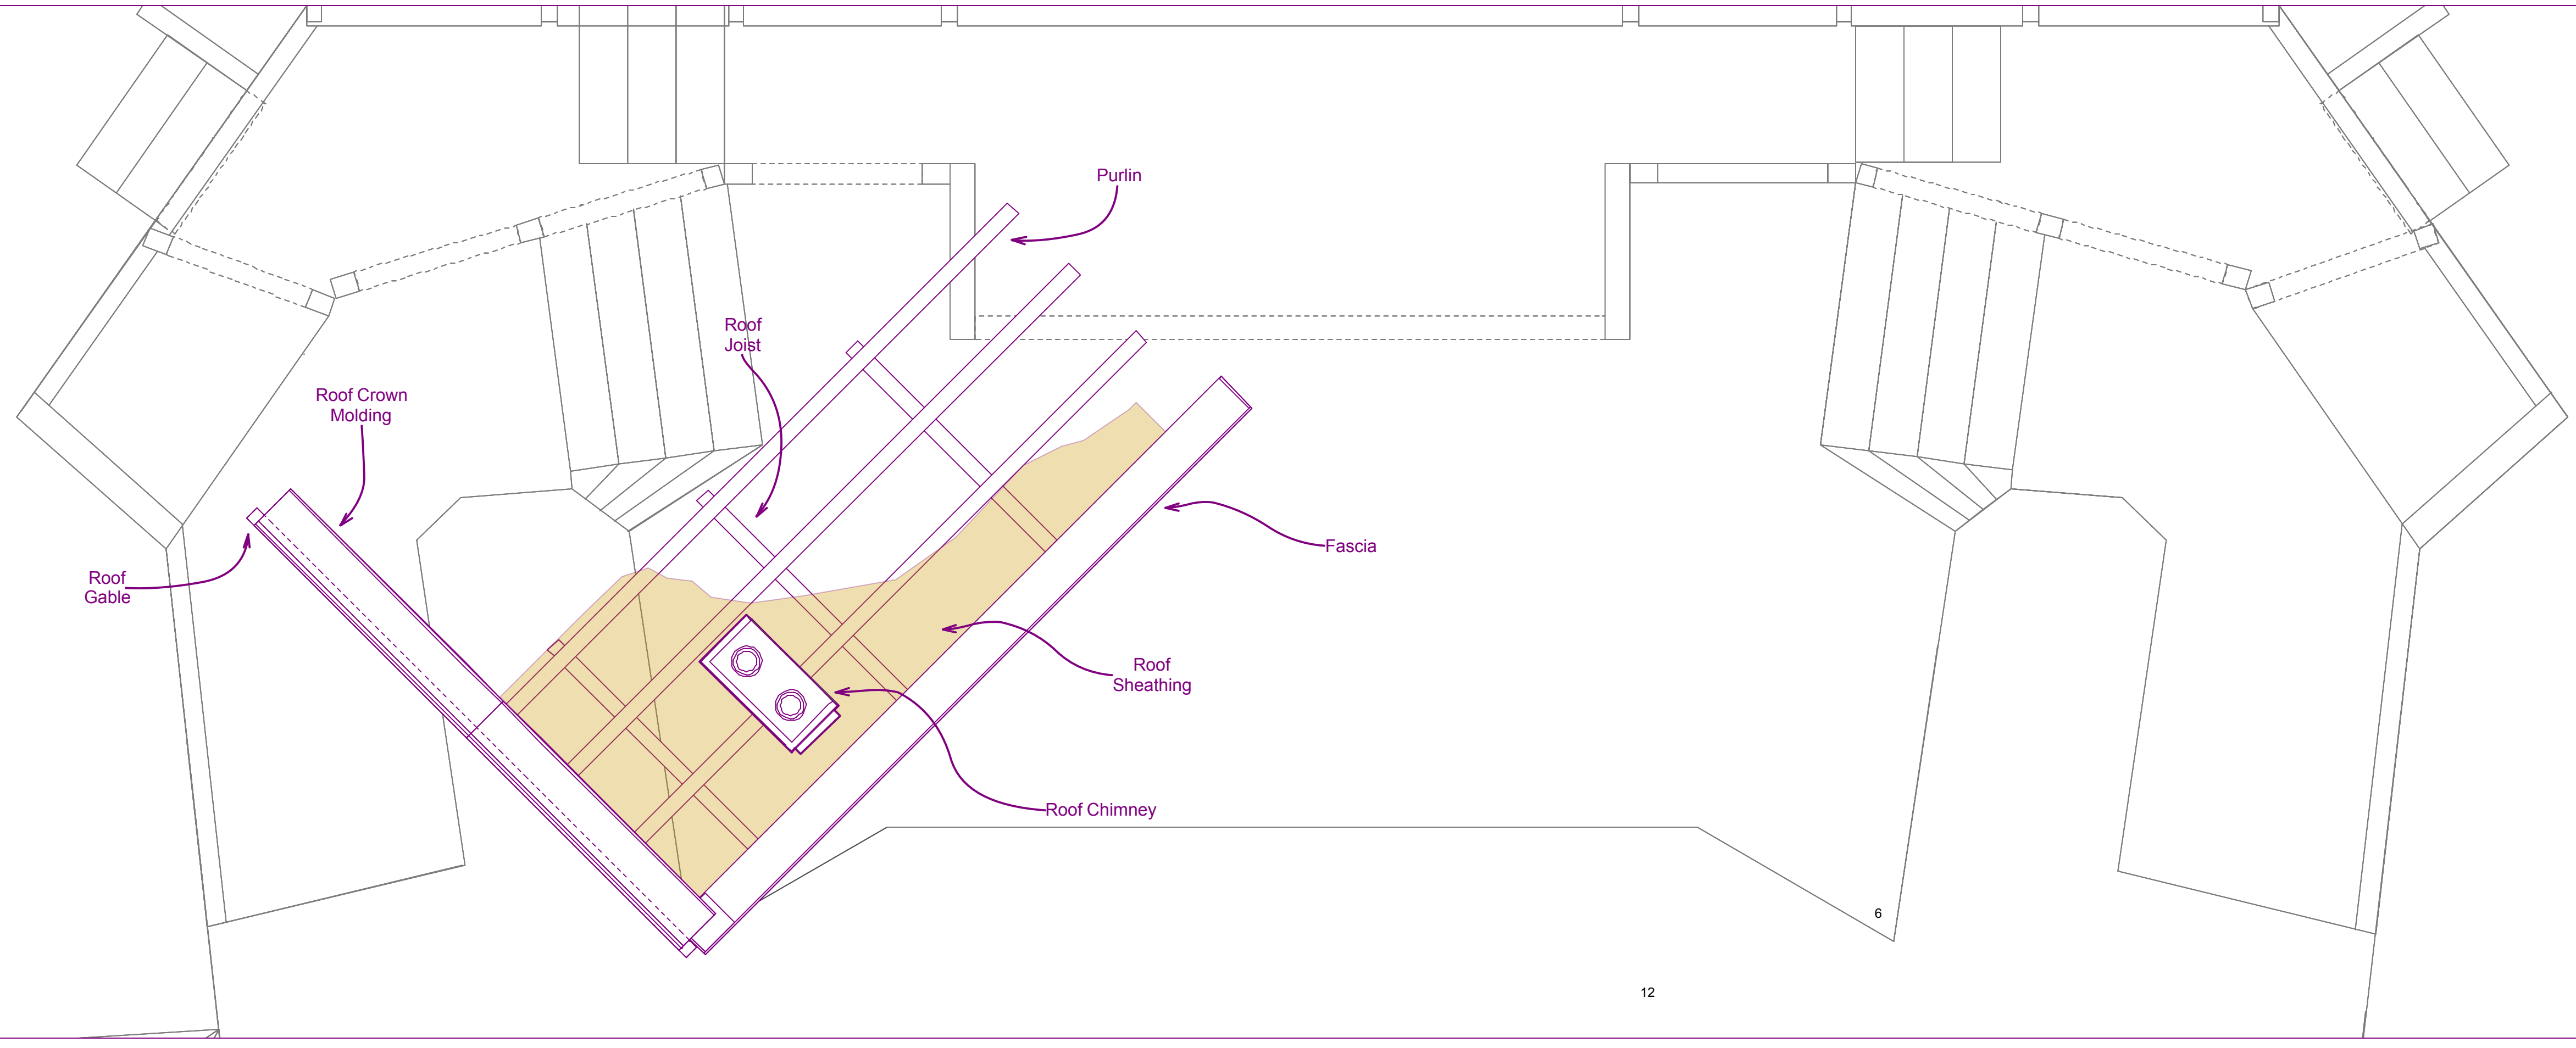 Purlin
Roof
Joist
Roof Crown
Molding
Fascia
Roof
Gable
Roof
Sheathing
Roof Chimney
6
12